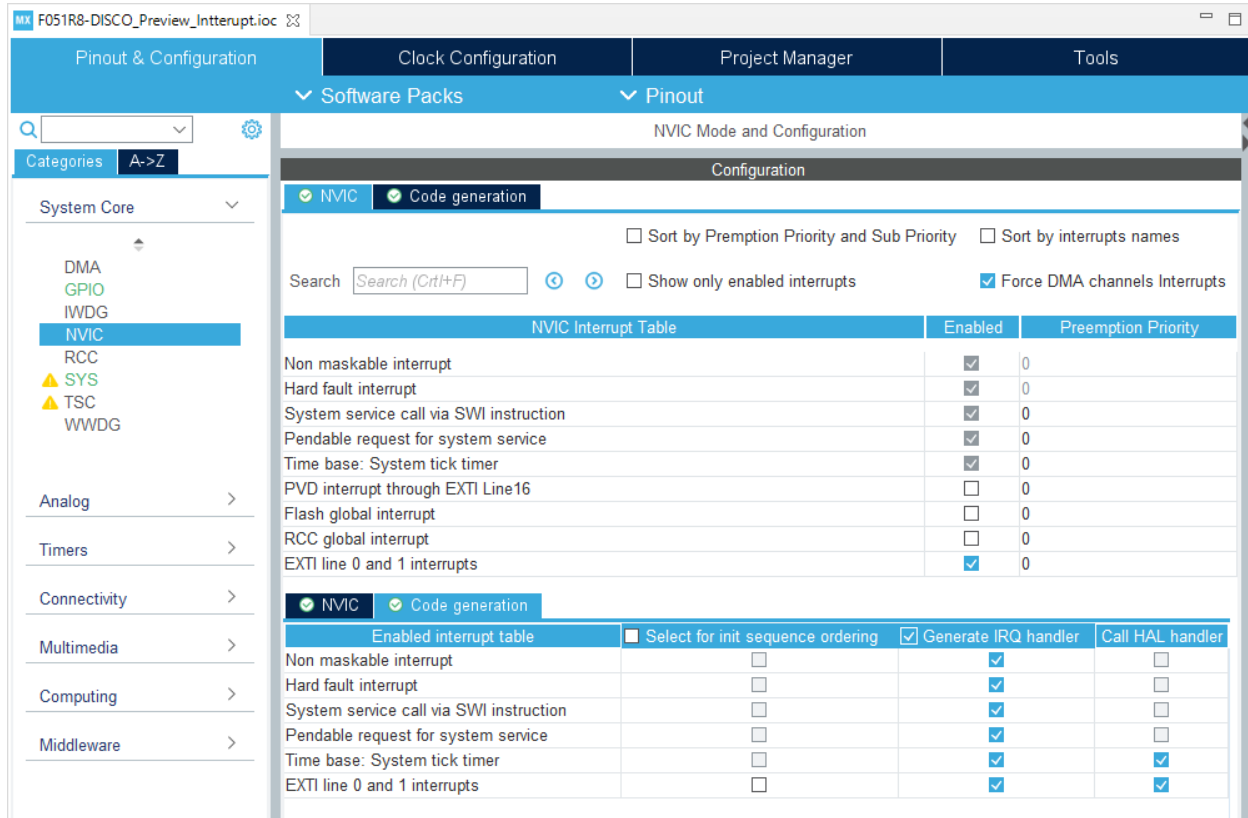 MX F051R8-DISCO_Preview_Intterupt.ioc
Pinout & Configuration Clock Configuration Project Manager Tools
Software Packs Pinout
NVIC Mode and Configuration
Categories A->Z
Configuration
NVIC Code generation
System Core
Sort by Premption Priority and Sub Priority Sort by interrupts names
DMA
GPIO
IWDG
NVIC
RCC
SYS
TSC
WWDG
Search Search (Crtl+F) Show only enabled interrupts Force DMA channels Interrupts
NVIC Interrupt Table Enabled Preemption Priority
Non maskable interrupt 0
Hard fault interrupt 0
System service call via SWI instruction 0
Pendable request for system service 0
Time base: System tick timer 0
PVD interrupt through EXTI Line16 0
Flash global interrupt 0
RCC global interrupt 0
EXTI line 0 and 1 interrupts 0
Analog
Timers
Connectivity
Multimedia
Computing
Middleware
NVIC Code generation
Enabled interrupt table Select for init sequence ordering Generate IRQ handler Call HAL handler
Non maskable interrupt
Hard fault interrupt
System service call via SWI instruction
Pendable request for system service
Time base: System tick timer
EXTI line 0 and 1 interrupts